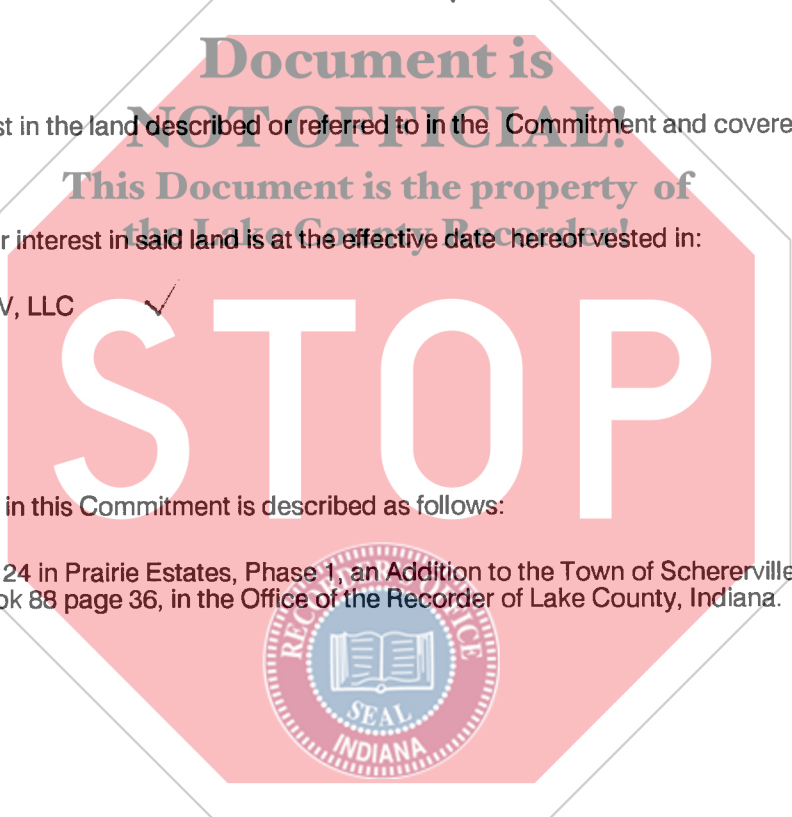 Document is
NOT OFFICIAL!
st in the land described or referred to in the Commitment and covere
This Document is the property of
the Lake County Recorder!
r interest in said land is at the effective date hereof vested in:
V, LLC
STOP
in this Commitment is described as follows:
24 in Prairie Estates, Phase 1, an Addition to the Town of Schererville
ok 88 page 36, in the Office of the Recorder of Lake County, Indiana.
RECORDER'S OFFICE
SEAL
INDIANA